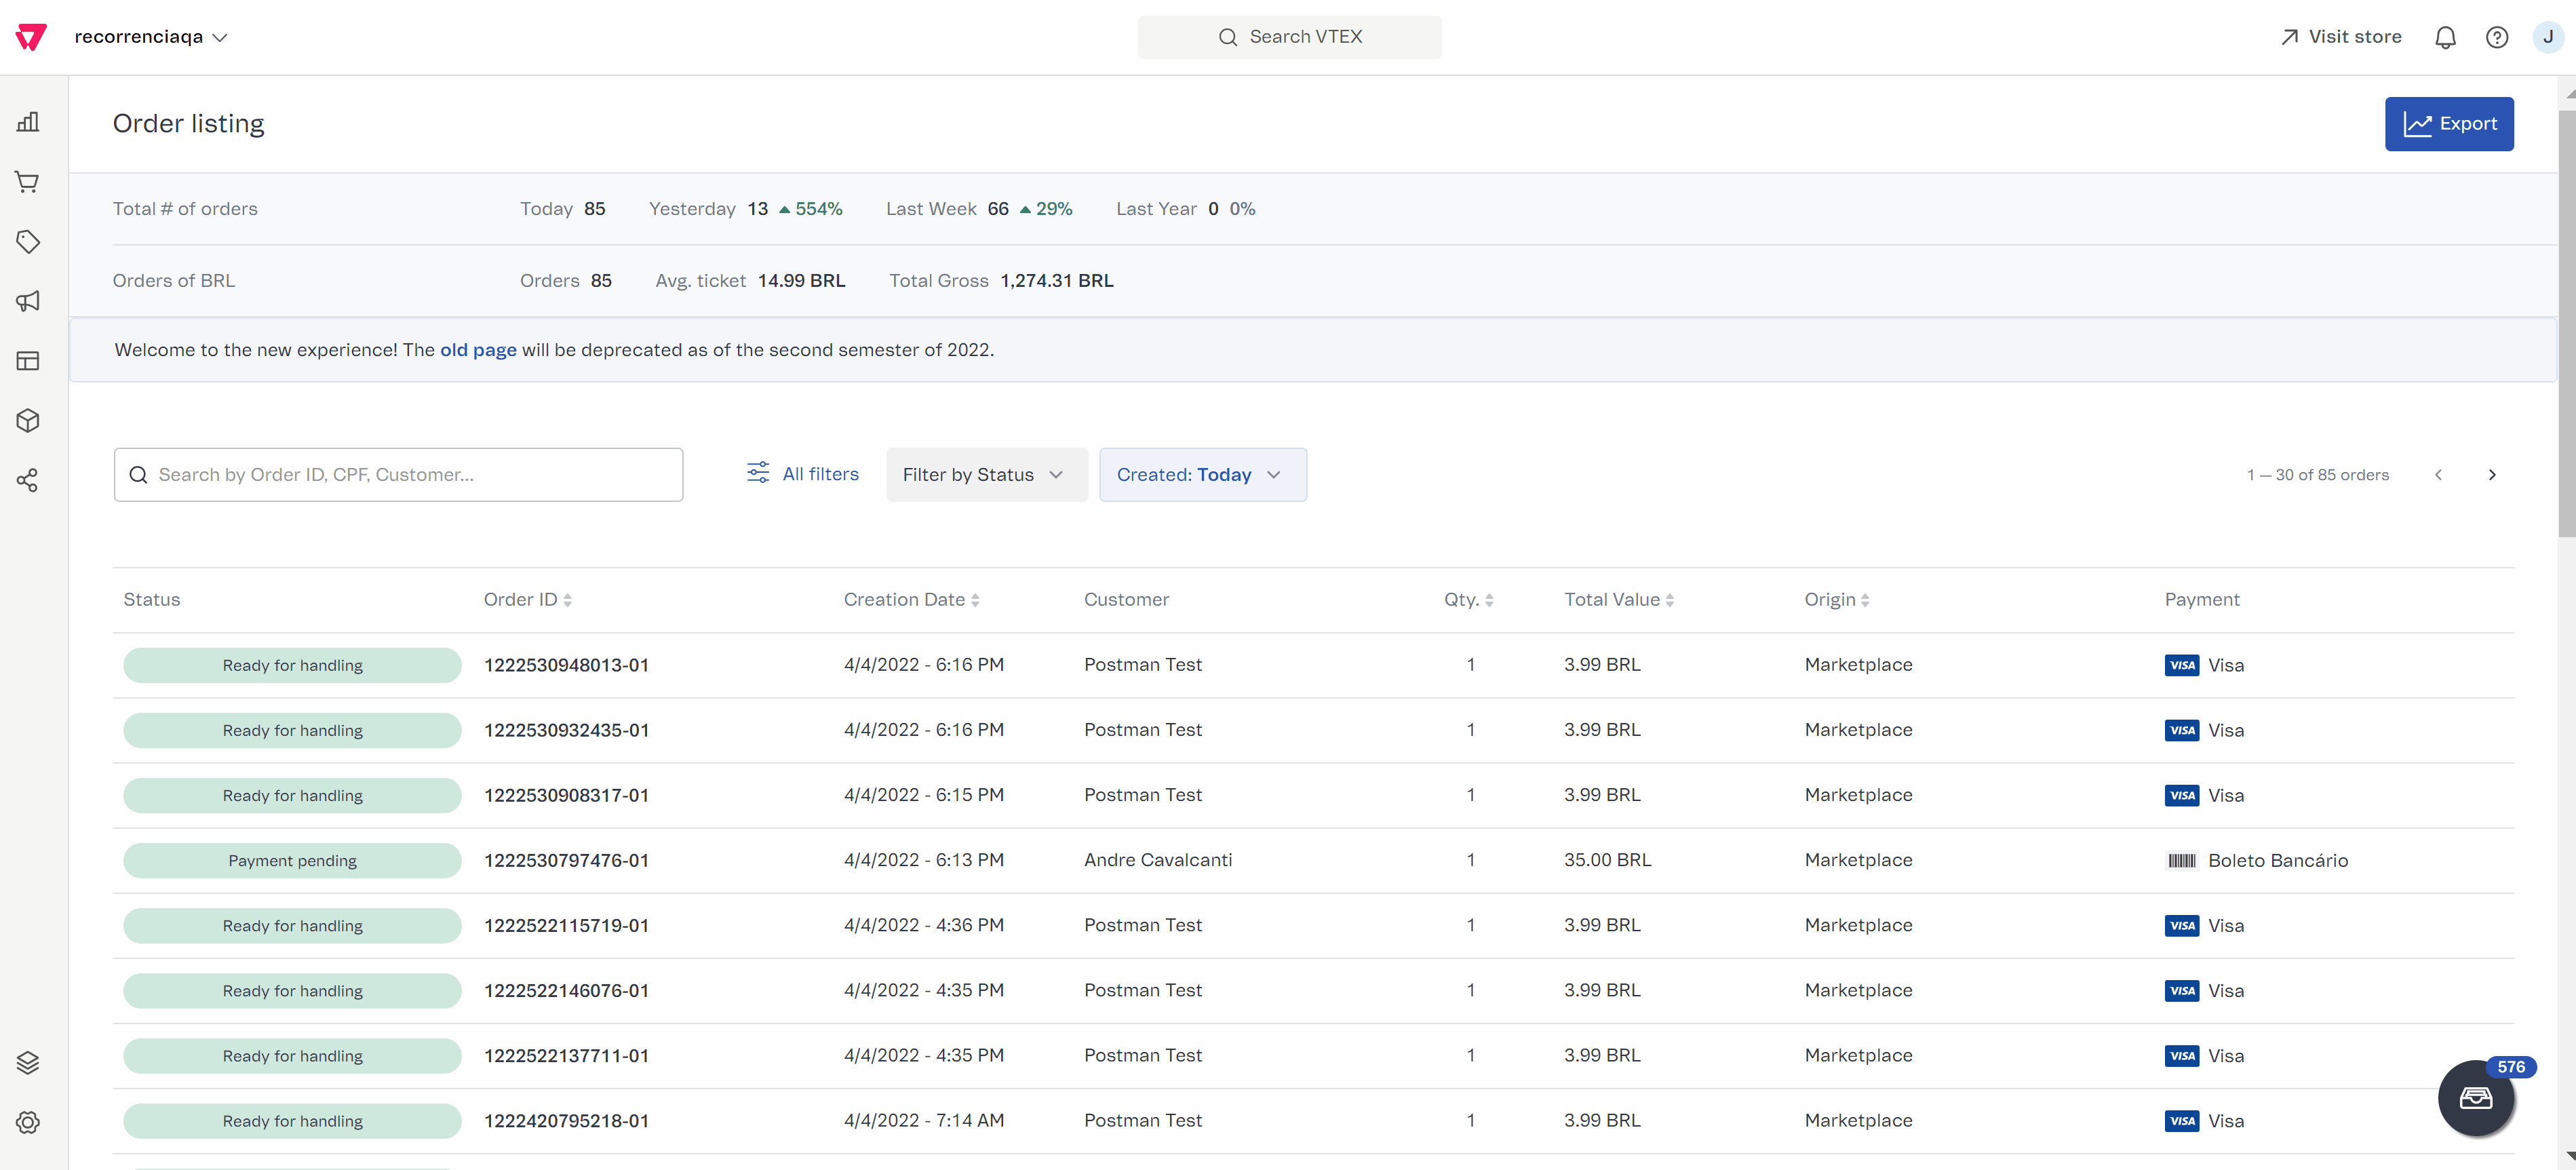 recorrenciaqa
Search VTEX
Visit store
J
Order listing
Export
Total # of orders Today 85 Yesterday 13 554% Last Week 66 29% Last Year 0 0%
Orders of BRL Orders 85 Avg. ticket 14.99 BRL Total Gross 1,274.31 BRL
Welcome to the new experience! The old page will be deprecated as of the second semester of 2022.
Search by Order ID, CPF, Customer... All filters Filter by Status Created: Today 1 — 30 of 85 orders
Status Order ID Creation Date Customer Qty. Total Value Origin Payment
Ready for handling 1222530948013-01 4/4/2022 - 6:16 PM Postman Test 1 3.99 BRL Marketplace VISA Visa
Ready for handling 1222530932435-01 4/4/2022 - 6:16 PM Postman Test 1 3.99 BRL Marketplace VISA Visa
Ready for handling 1222530908317-01 4/4/2022 - 6:15 PM Postman Test 1 3.99 BRL Marketplace VISA Visa
Payment pending 1222530797476-01 4/4/2022 - 6:13 PM Andre Cavalcanti 1 35.00 BRL Marketplace Boleto Bancário
Ready for handling 1222522115719-01 4/4/2022 - 4:36 PM Postman Test 1 3.99 BRL Marketplace VISA Visa
Ready for handling 1222522146076-01 4/4/2022 - 4:35 PM Postman Test 1 3.99 BRL Marketplace VISA Visa
Ready for handling 1222522137711-01 4/4/2022 - 4:35 PM Postman Test 1 3.99 BRL Marketplace VISA Visa
576
Ready for handling 1222420795218-01 4/4/2022 - 7:14 AM Postman Test 1 3.99 BRL Marketplace VISA Visa